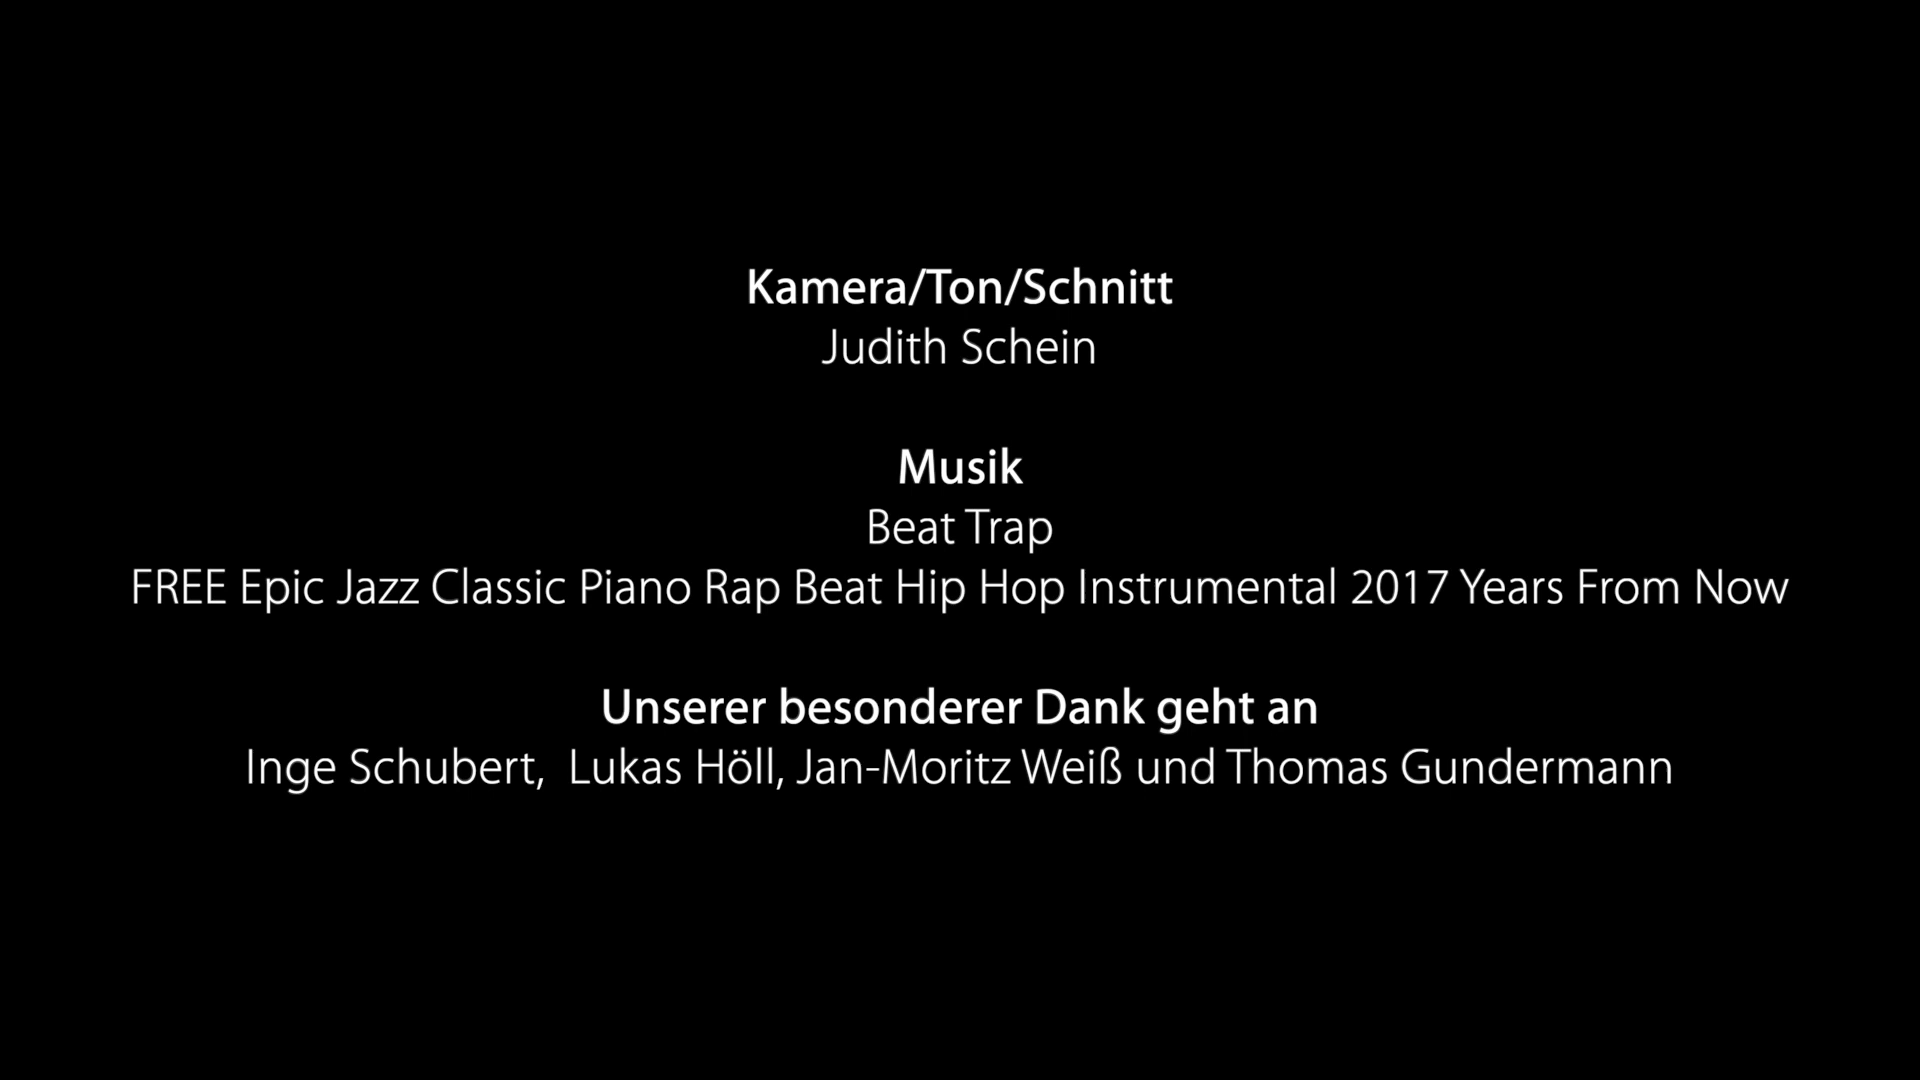 Kamera/Ton/Schnitt
Judith Schein
Musik
Beat Trap
FREE Epic Jazz Classic Piano Rap Beat Hip Hop Instrumental 2017 Years From Now
Unserer besonderer Dank geht an
Inge Schubert,  Lukas Höll, Jan-Moritz Weiß und Thomas Gundermann